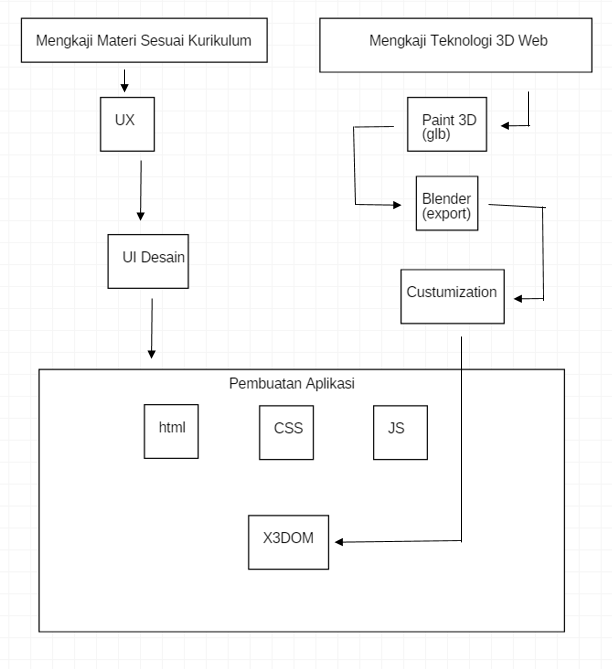 Mengkaji Materi Sesuai Kurikulum
Mengkaji Teknologi 3D Web
UX
Paint 3D
(glb)
Blender
(export)
UI Desain
Custumization
Pembuatan Aplikasi
html
CSS
JS
X3DOM